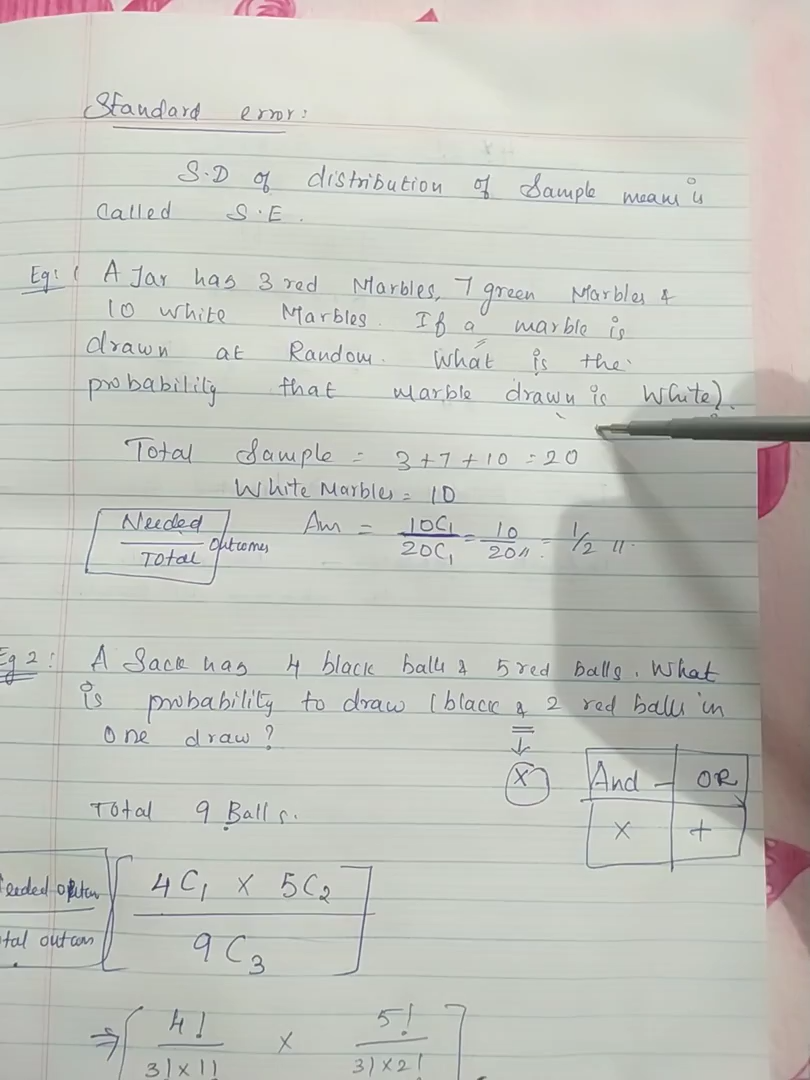 Standard error:
S.D of distribution of Sample mean is
called S.E.
Eg: 1 A Jar has 3 red Marbles, 7 green Marbles &
10 white Marbles. If a marble is
drawn at Random. What is the
probability that marble drawn is White).
Total Sample = 3+7+10 = 20
White Marbles = 10
Needed
Total
Outcomes
Am = 10C1/20C1 = 10/20 = 1/2
Eg 2: A Sack has 4 black balls & 5 red balls. What
is probability to draw 1 black & 2 red balls in
one draw?
X
And - OR
X +
Total 9 Balls.
4C1 X 5C2
9C3
⇒ [ 4! X 5! ]
3! X 1! 3! X 2!